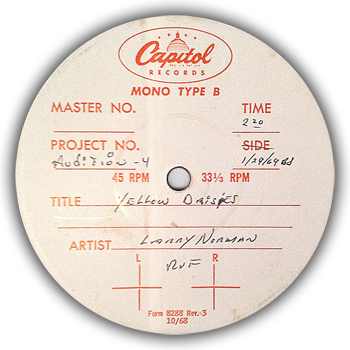 Capitol
RECORDS
MONO TYPE B
MASTER NO. TIME
2 20
PROJECT NO. SIDE
Audition-4 1/29/69
45 RPM 33⅓ RPM
TITLE Yellow Daisies
ARTIST Larry Norman
L R
Form 8288 Rev.-3
10/68